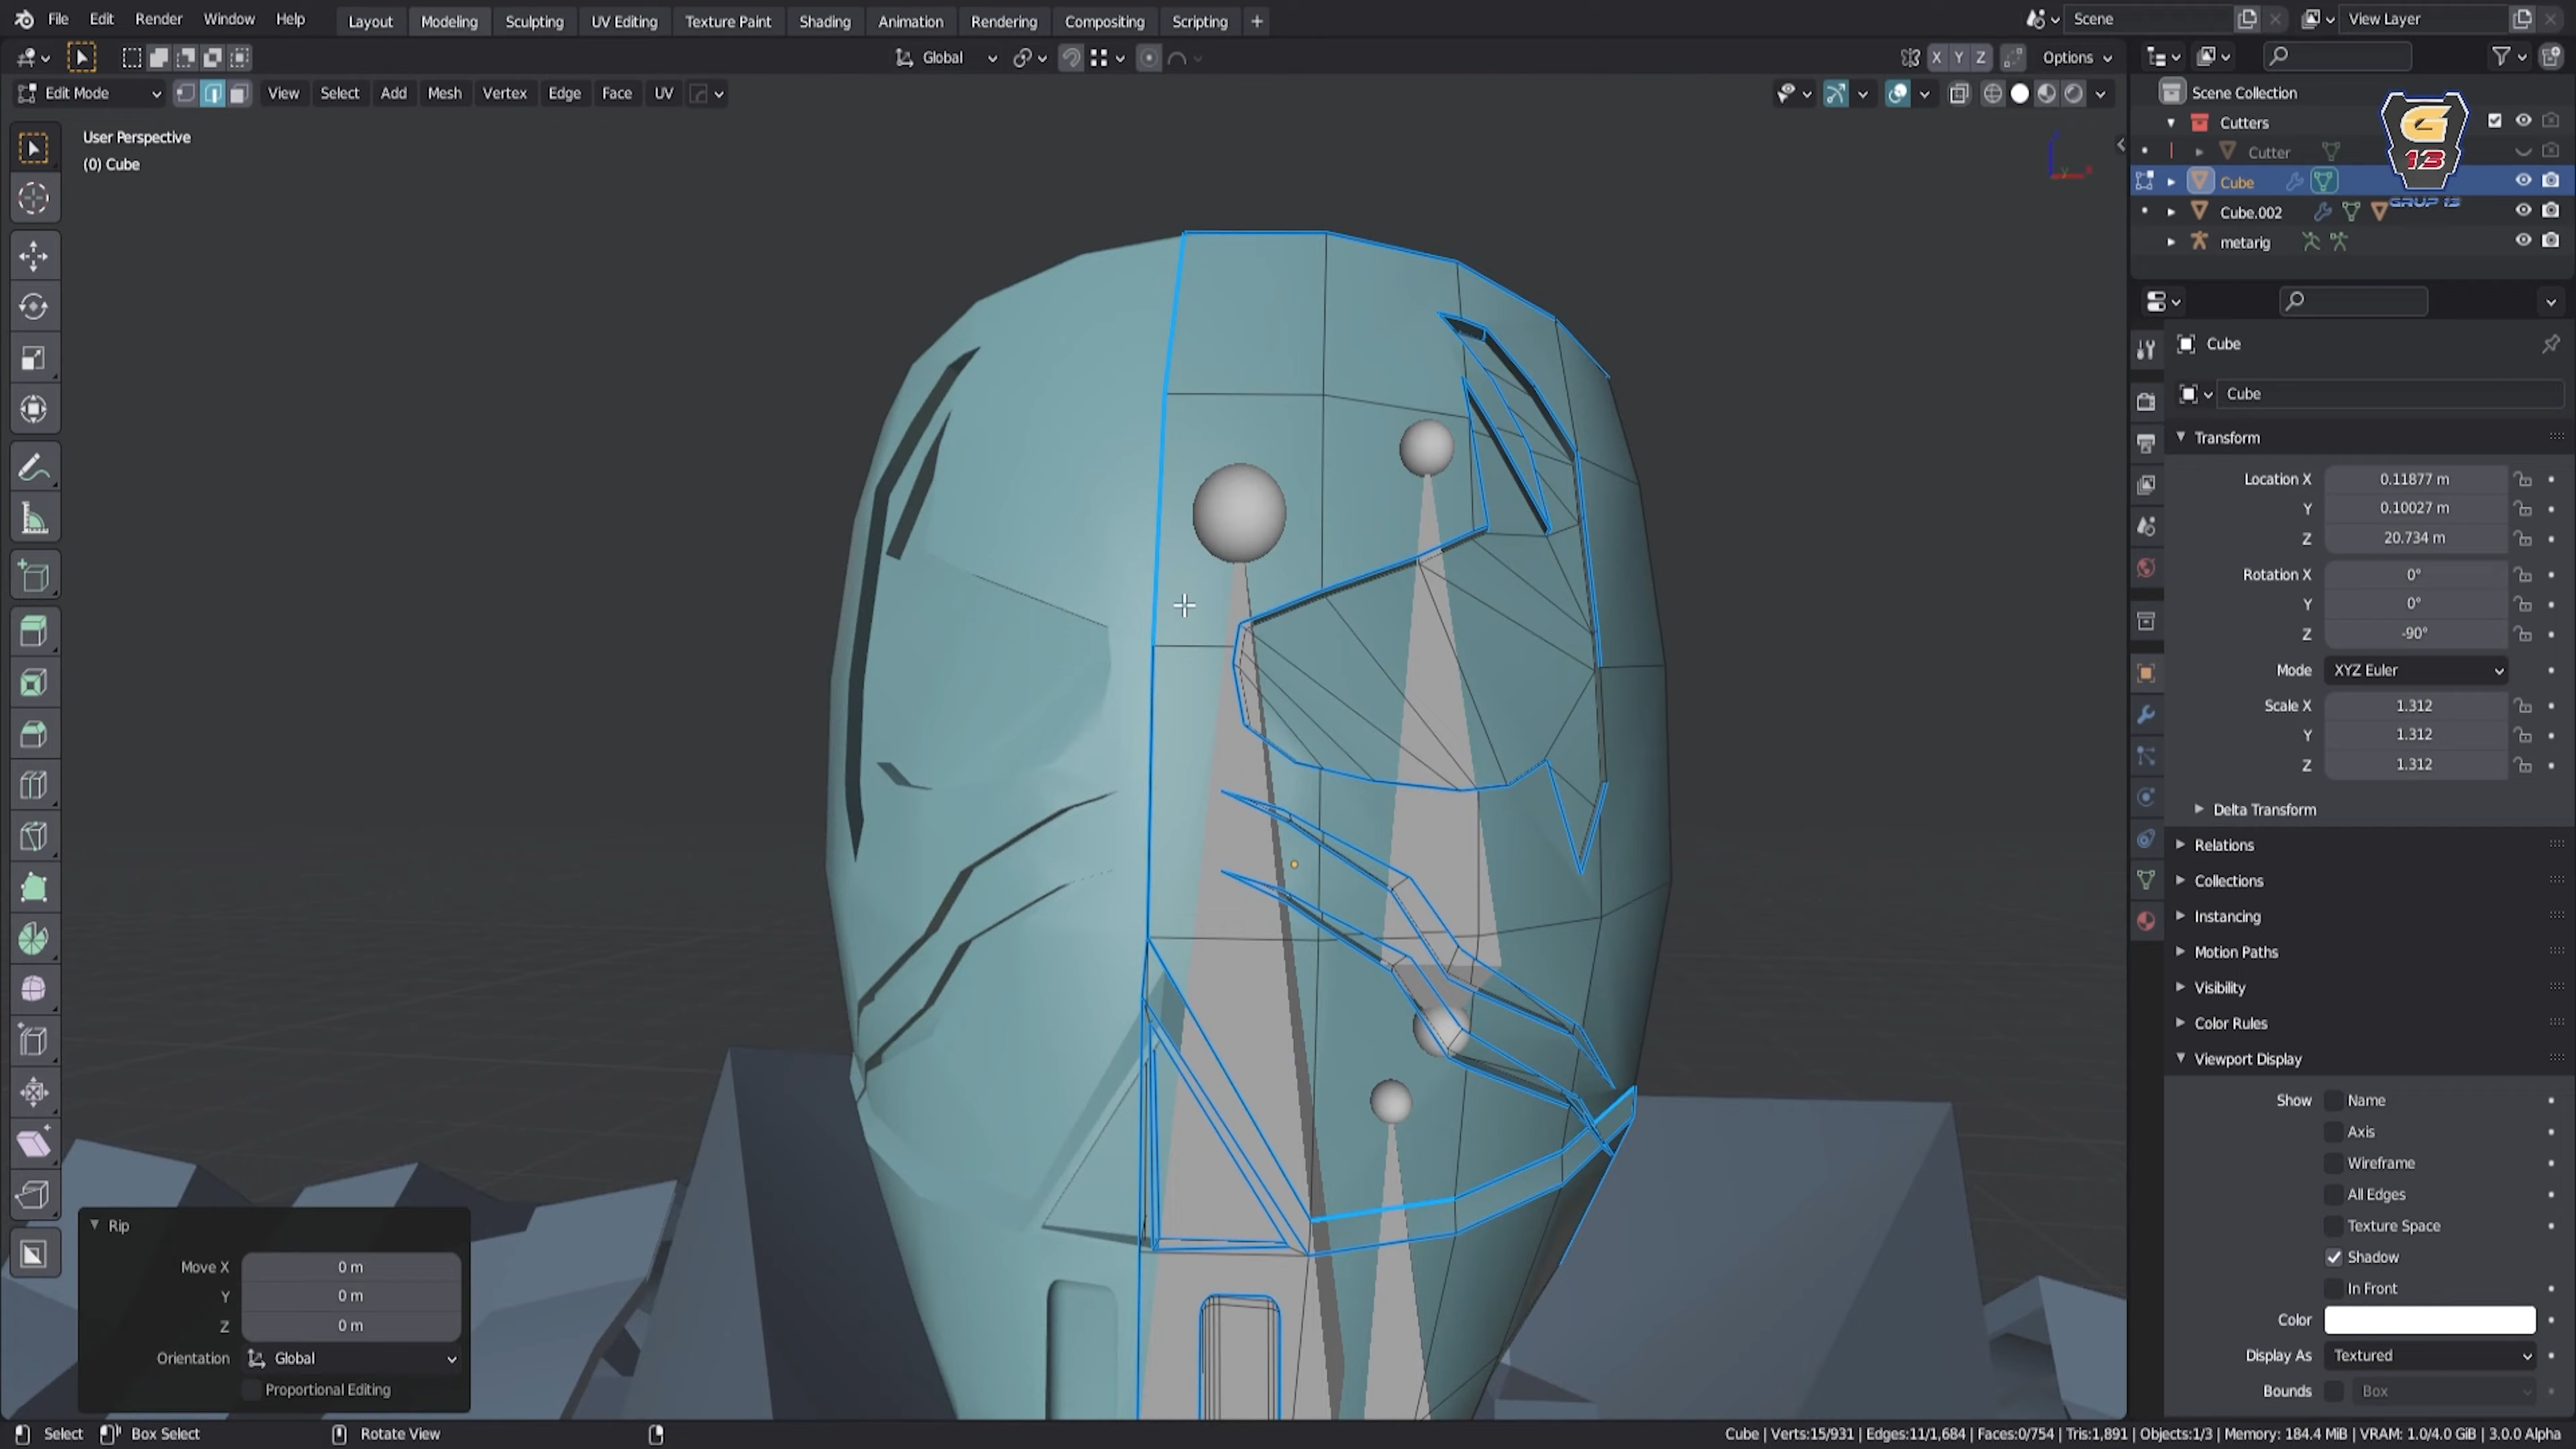 File Edit Render Window Help Layout Modeling Sculpting UV Editing Texture Paint Shading Animation Rendering Compositing Scripting + Scene View Layer
Global X Y Z Options
Edit Mode View Select Add Mesh Vertex Edge Face UV
User Perspective
(0) Cube
Scene Collection
Cutters
Cutter
Cube
Cube.002
metarig
G
13
GRUP 13
Cube
Cube
Transform
Location X 0.11877 m
Y 0.10027 m
Z 20.734 m
Rotation X 0°
Y 0°
Z -90°
Mode XYZ Euler
Scale X 1.312
Y 1.312
Z 1.312
Delta Transform
Relations
Collections
Instancing
Motion Paths
Visibility
Color Rules
Viewport Display
Show Name
Axis
Wireframe
All Edges
Texture Space
Shadow
In Front
Color
Display As Textured
Bounds Box
Rip
Move X 0 m
Y 0 m
Z 0 m
Orientation Global
Proportional Editing
Select Box Select Rotate View
Cube | Verts:15/931 | Edges:11/1,684 | Faces:0/754 | Tris:1,891 | Objects:1/3 | Memory: 184.4 MiB | VRAM: 1.0/4.0 GiB | 3.0.0 Alpha